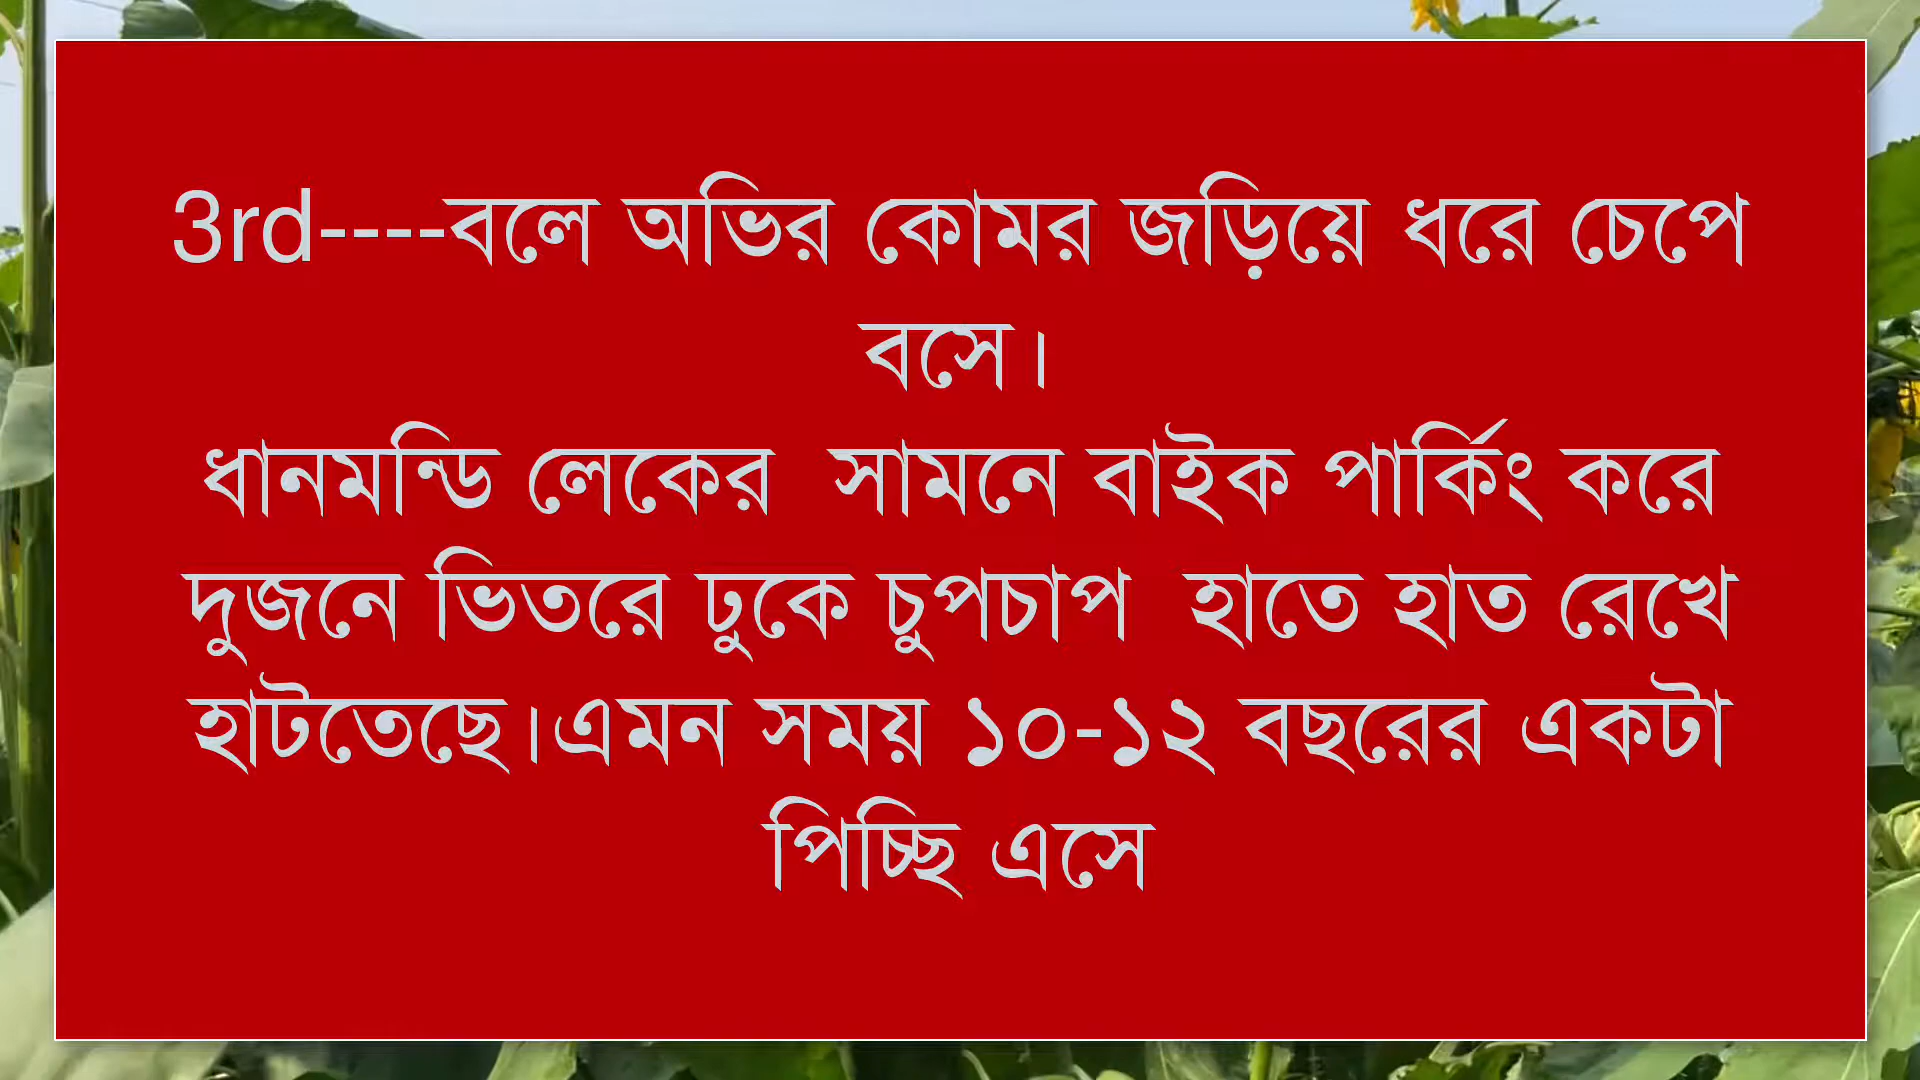 3rd----বলে অভির কোমর জড়িয়ে ধরে চেপে
বসে।
ধানমন্ডি লেকের  সামনে বাইক পার্কিং করে
দুজনে ভিতরে ঢুকে চুপচাপ  হাতে হাত রেখে
হাটতেছে।এমন সময় ১০-১২ বছরের একটা
পিচ্ছি এসে